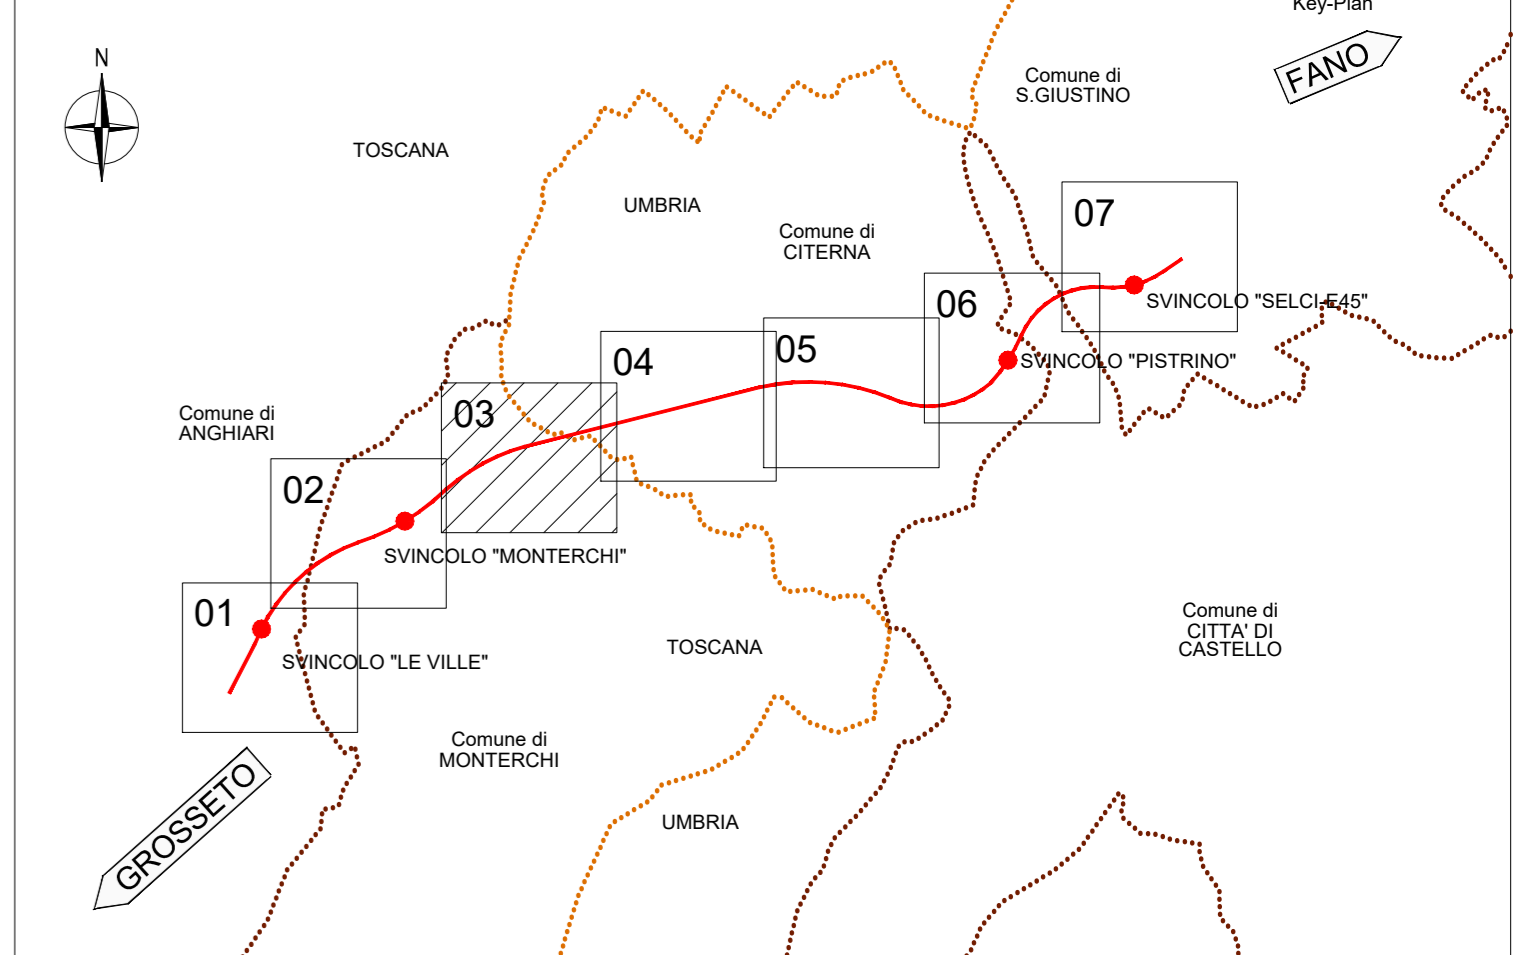 Key-Plan
N
FANO
Comune di
S.GIUSTINO
TOSCANA
UMBRIA
07
Comune di
CITERNA
06
SVINCOLO "SELCI-E45"
05
04
SVINCOLO "PISTRINO"
03
Comune di
ANGHIARI
02
SVINCOLO "MONTERCHI"
01
Comune di
CITTA' DI
CASTELLO
TOSCANA
SVINCOLO "LE VILLE"
Comune di
MONTERCHI
GROSSETO
UMBRIA